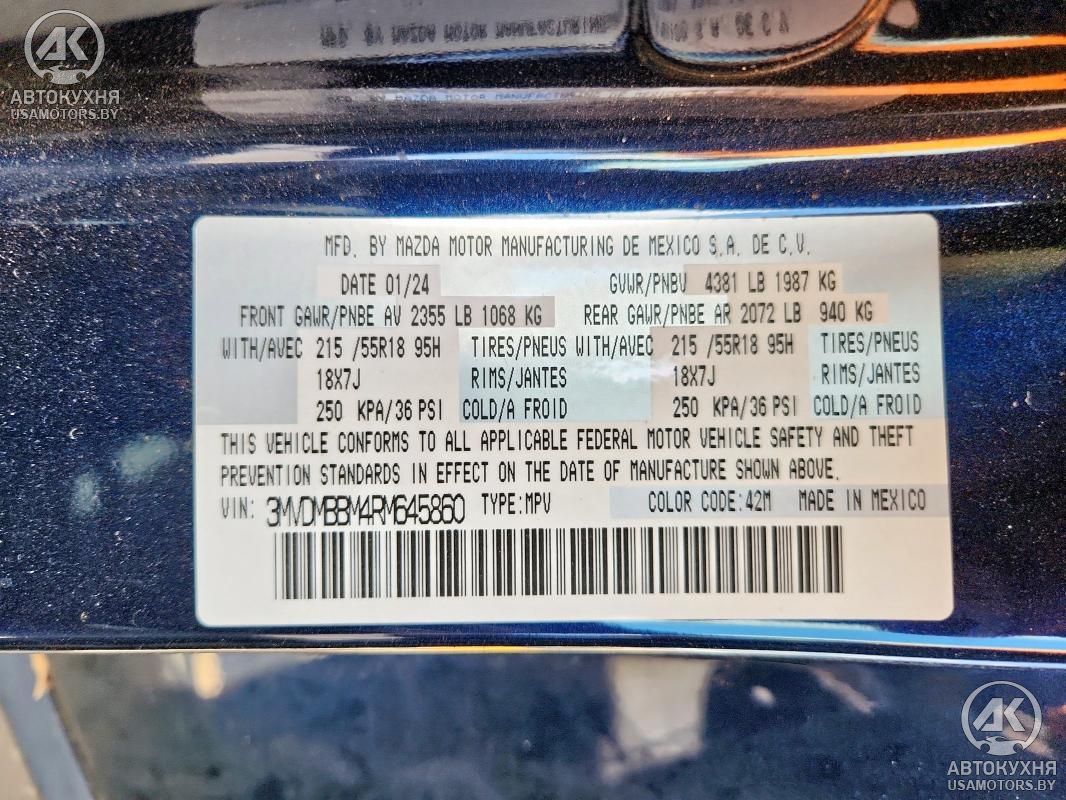 АК
АВТОКУХНЯ
USAMOTORS.BY
MFD. BY MAZDA MOTOR MANUFACTURING DE MEXICO S.A. DE C.V.
DATE 01/24 GVWR/PNBV 4381 LB 1987 KG
FRONT GAWR/PNBE AV 2355 LB 1068 KG REAR GAWR/PNBE AR 2072 LB 940 KG
WITH/AVEC 215 /55R18 95H TIRES/PNEUS WITH/AVEC 215 /55R18 95H TIRES/PNEUS
18X7J RIMS/JANTES 18X7J RIMS/JANTES
250 KPA/36 PSI COLD/A FROID 250 KPA/36 PSI COLD/A FROID
THIS VEHICLE CONFORMS TO ALL APPLICABLE FEDERAL MOTOR VEHICLE SAFETY AND THEFT
PREVENTION STANDARDS IN EFFECT ON THE DATE OF MANUFACTURE SHOWN ABOVE.
VIN: 3MVDMBBM4RM645860 TYPE:MPV COLOR CODE:42M MADE IN MEXICO
АК
АВТОКУХНЯ
USAMOTORS.BY